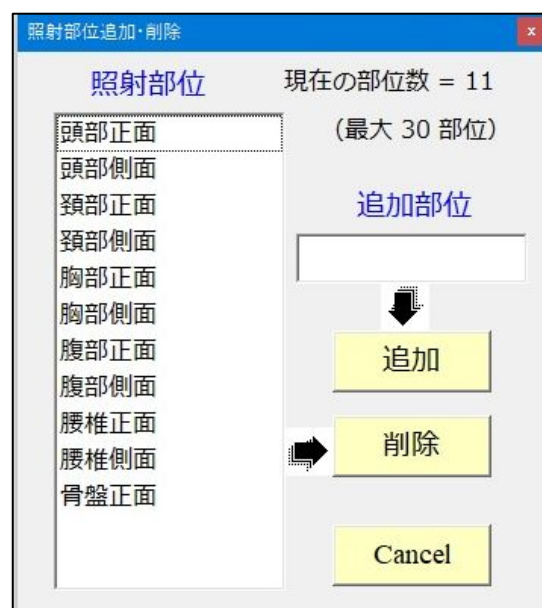 照射部位追加・削除
x
照射部位
現在の部位数 = 11
(最大 30 部位)
頭部正面
頭部側面
頚部正面
頚部側面
胸部正面
胸部側面
腹部正面
腹部側面
腰椎正面
腰椎側面
骨盤正面
追加部位
追加
削除
Cancel